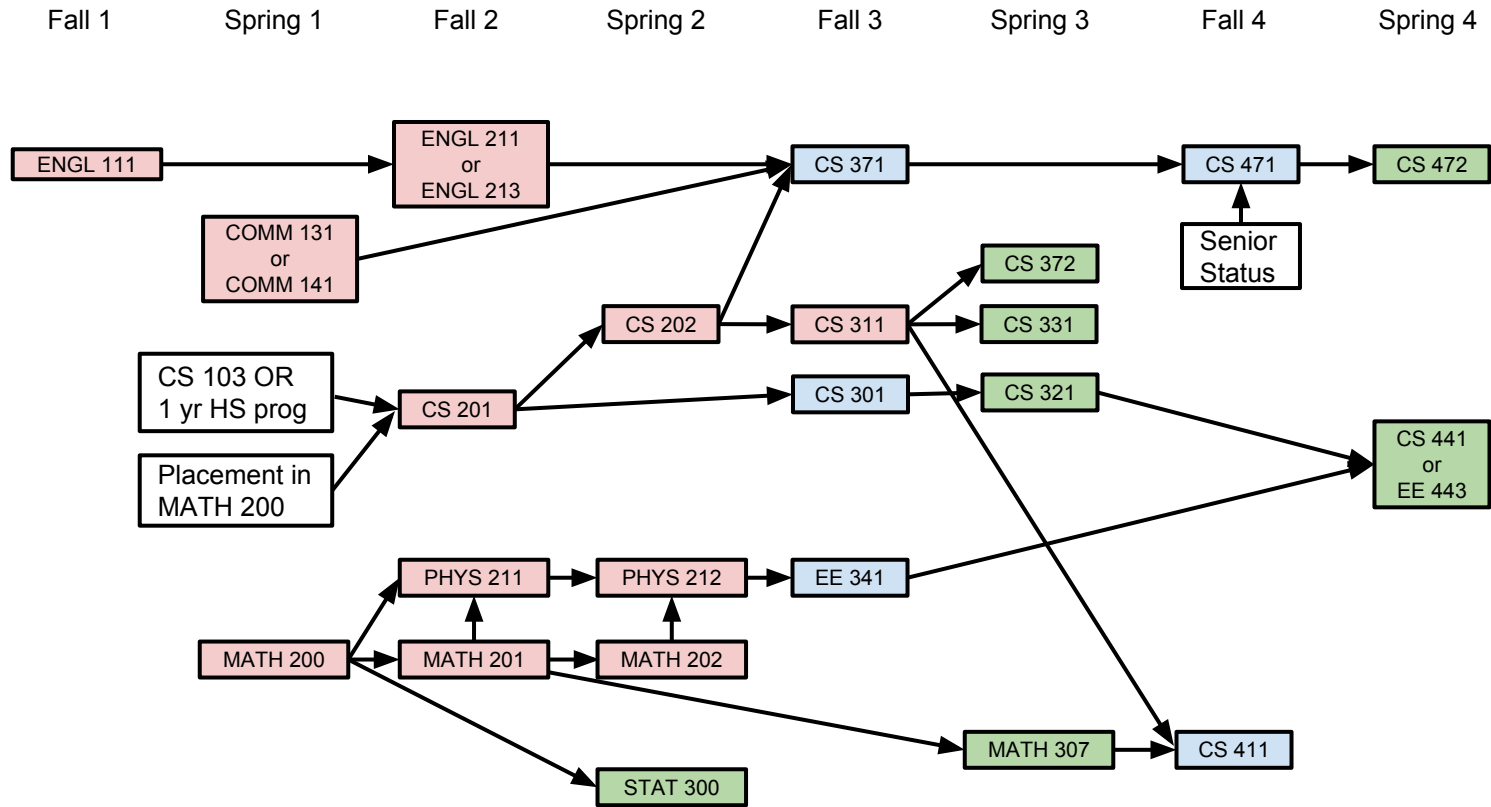 Fall 1
Spring 1
Fall 2
Spring 2
Fall 3
Spring 3
Fall 4
Spring 4
ENGL 111
ENGL 211
or
ENGL 213
CS 371
CS 471
CS 472
COMM 131
or
COMM 141
Senior
Status
CS 372
CS 202
CS 311
CS 331
CS 103 OR
1 yr HS prog
CS 201
CS 301
CS 321
CS 441
or
EE 443
Placement in
MATH 200
PHYS 211
PHYS 212
EE 341
MATH 200
MATH 201
MATH 202
MATH 307
CS 411
STAT 300